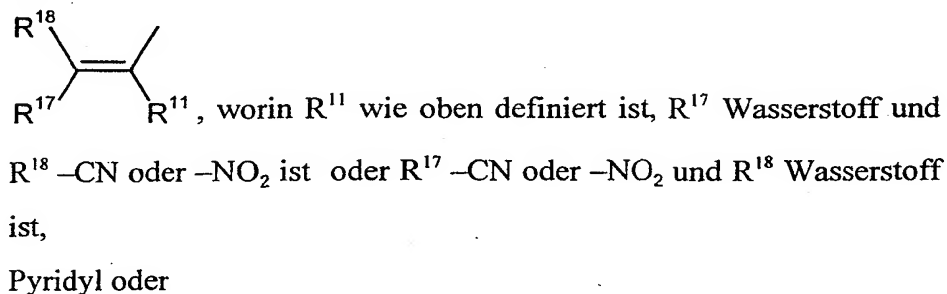 R¹⁸
R¹⁷ R¹¹ , worin R¹¹ wie oben definiert ist, R¹⁷ Wasserstoff und
R¹⁸ –CN oder –NO₂ ist oder R¹⁷ –CN oder –NO₂ und R¹⁸ Wasserstoff
ist,
Pyridyl oder